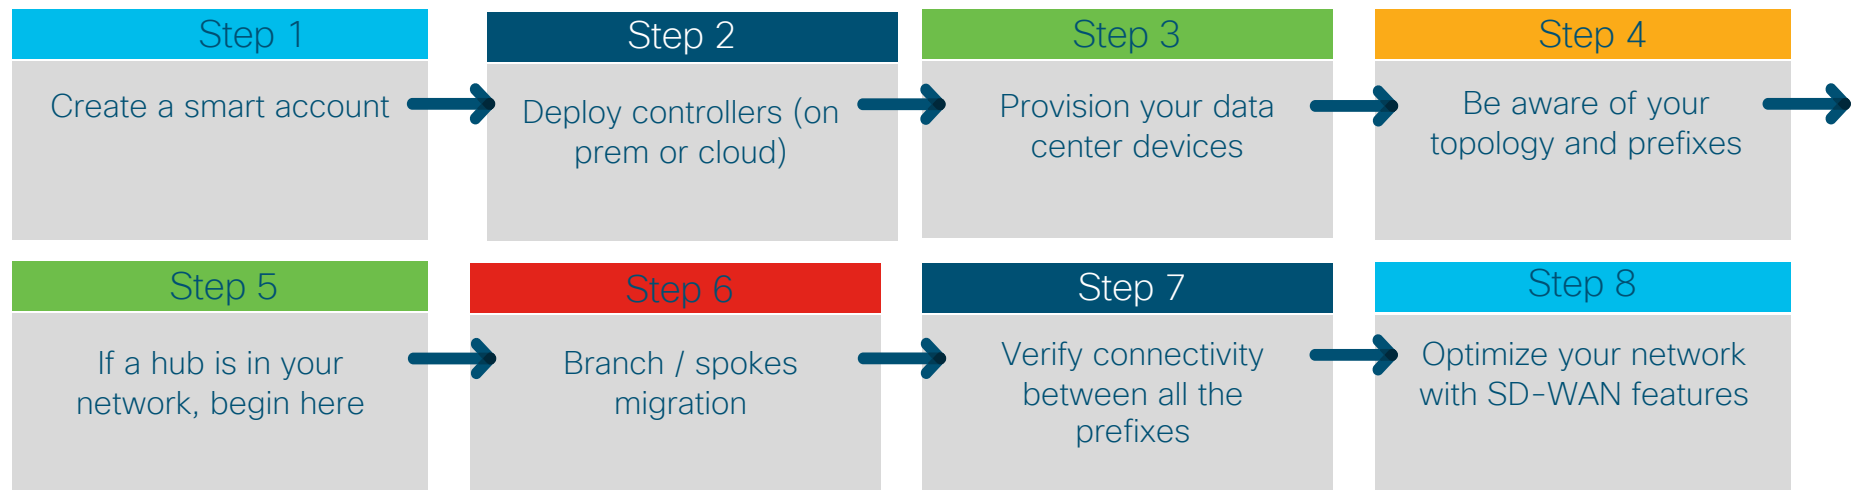 Step 1
Create a smart account
Step 2
Deploy controllers (on
prem or cloud)
Step 3
Provision your data
center devices
Step 4
Be aware of your
topology and prefixes
Step 5
If a hub is in your
network, begin here
Step 6
Branch / spokes
migration
Step 7
Verify connectivity
between all the
prefixes
Step 8
Optimize your network
with SD-WAN features